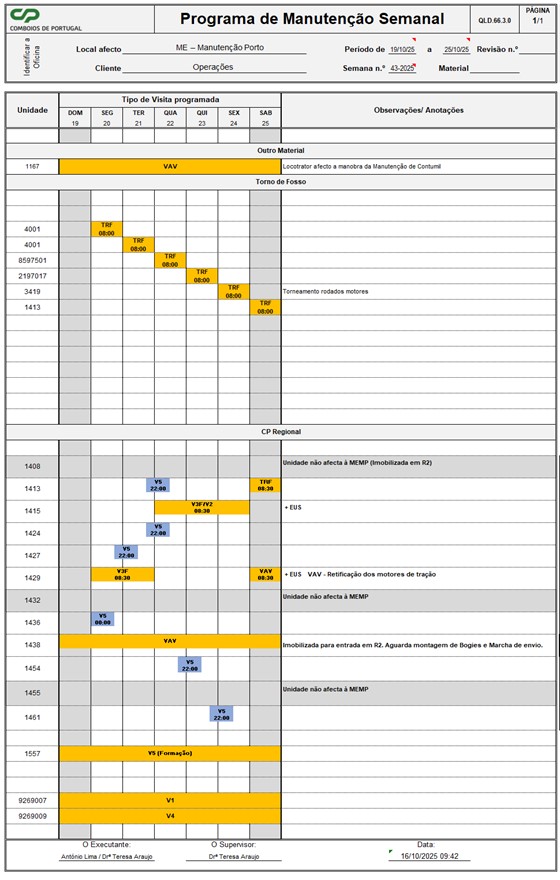 CP
COMBOIOS DE PORTUGAL
Programa de Manutenção Semanal
QLD.66.3.0
PÁGINA
1/1
Identificar a
Oficina
Local afecto ME – Manutenção Porto
Periodo de 19/10/25 a 25/10/25 Revisão n.º
Cliente Operações
Semana n.º 43-2025 Material
Unidade
Tipo de Visita programada
Observações/ Anotações
DOM SEG TER QUA QUI SEX SAB
19 20 21 22 23 24 25
Outro Material
1167 VAV Locotrator afecto a manobra da Manutenção de Contumil
Torno de Fosso
4001 TRF 08:00
4001 TRF 08:00
8597501 TRF 08:00
2197017 TRF 08:00
3419 TRF 08:00 Torneamento rodados motores
1413 TRF 08:00
CP Regional
1408 Unidade não afecta à MEMP (Imobilizada em R2)
1413 V5 22:00 TRF 08:30
1415 V3F/V2 08:30 + EUS
1424 V5 22:00
1427 V5 22:00
1429 V3F 08:30 VAV 08:30 + EUS VAV - Retificação dos motores de tração
1432 Unidade não afecta à MEMP
1436 V5 08:00
1438 VAV Imobilizada para entrada em R2. Aguarda montagem de Bogies e Marcha de envio.
1454 V5 22:00
1455 Unidade não afecta à MEMP
1461 V5 22:00
1557 V5 (Formação)
9269007 V1
9269009 V4
O Executante: O Supervisor: Data:
António Lima / Drª Teresa Araujo Drª Teresa Araujo 16/10/2025 09:42